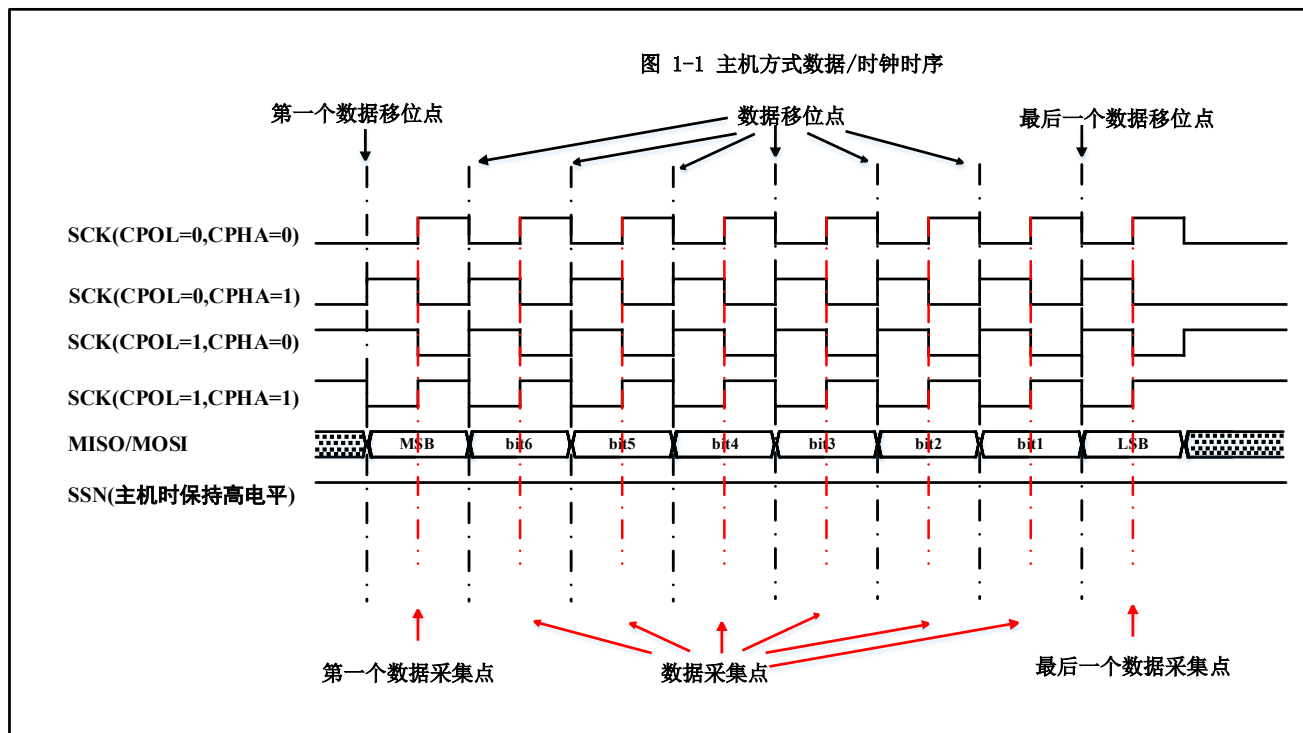 图 1-1 主机方式数据/时钟时序
第一个数据移位点
数据移位点
最后一个数据移位点
SCK(CPOL=0,CPHA=0)
SCK(CPOL=0,CPHA=1)
SCK(CPOL=1,CPHA=0)
SCK(CPOL=1,CPHA=1)
MISO/MOSI MSB bit6 bit5 bit4 bit3 bit2 bit1 LSB
SSN(主机时保持高电平)
第一个数据采集点 数据采集点 最后一个数据采集点